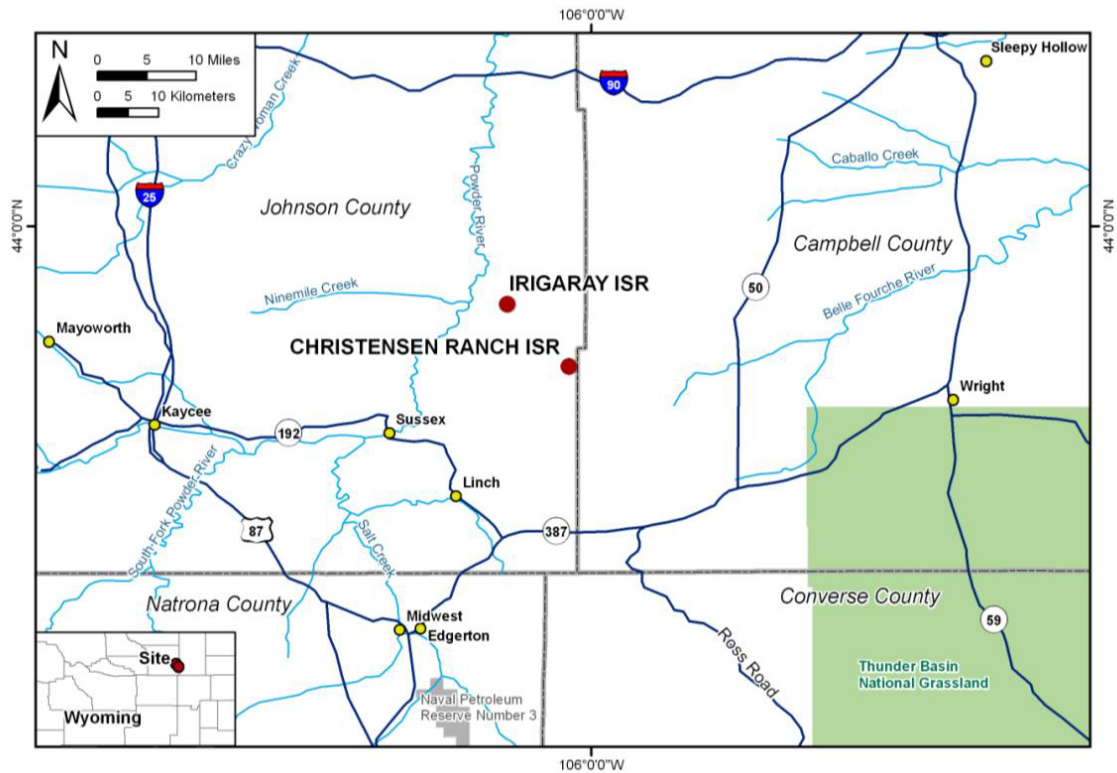 106°0'0"W
N
0 5 10 Miles
0 5 10 Kilometers
Sleepy Hollow
90
Crazy Woman Creek
Caballo Creek
25
Powder River
Johnson County
44°0'0"N
44°0'0"N
Campbell County
Belle Fourche River
Ninemile Creek
IRIGARAY ISR
50
Mayoworth
CHRISTENSEN RANCH ISR
Wright
Kaycee
Sussex
192
South Fork Powder River
Linch
87
Salt Creek
387
Natrona County
Converse County
Midwest
Edgerton
59
Ross Road
Site
Thunder Basin
National Grassland
Naval Petroleum
Reserve Number 3
Wyoming
106°0'0"W